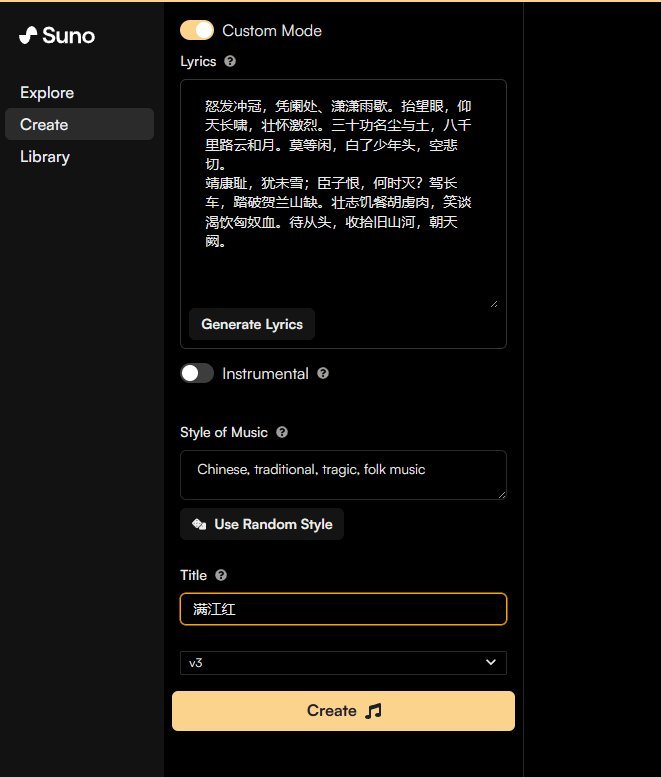 Suno
Custom Mode
Lyrics
Explore
Create
Library
怒发冲冠，凭阑处、潇潇雨歇。抬望眼，仰
天长啸，壮怀激烈。三十功名尘与土，八千
里路云和月。莫等闲，白了少年头，空悲
切。
靖康耻，犹未雪；臣子恨，何时灭？驾长
车，踏破贺兰山缺。壮志饥餐胡虏肉，笑谈
渴饮匈奴血。待从头，收拾旧山河，朝天
阙。
Generate Lyrics
Instrumental
Style of Music
Chinese, traditional, tragic, folk music
Use Random Style
Title
满江红
v3
Create